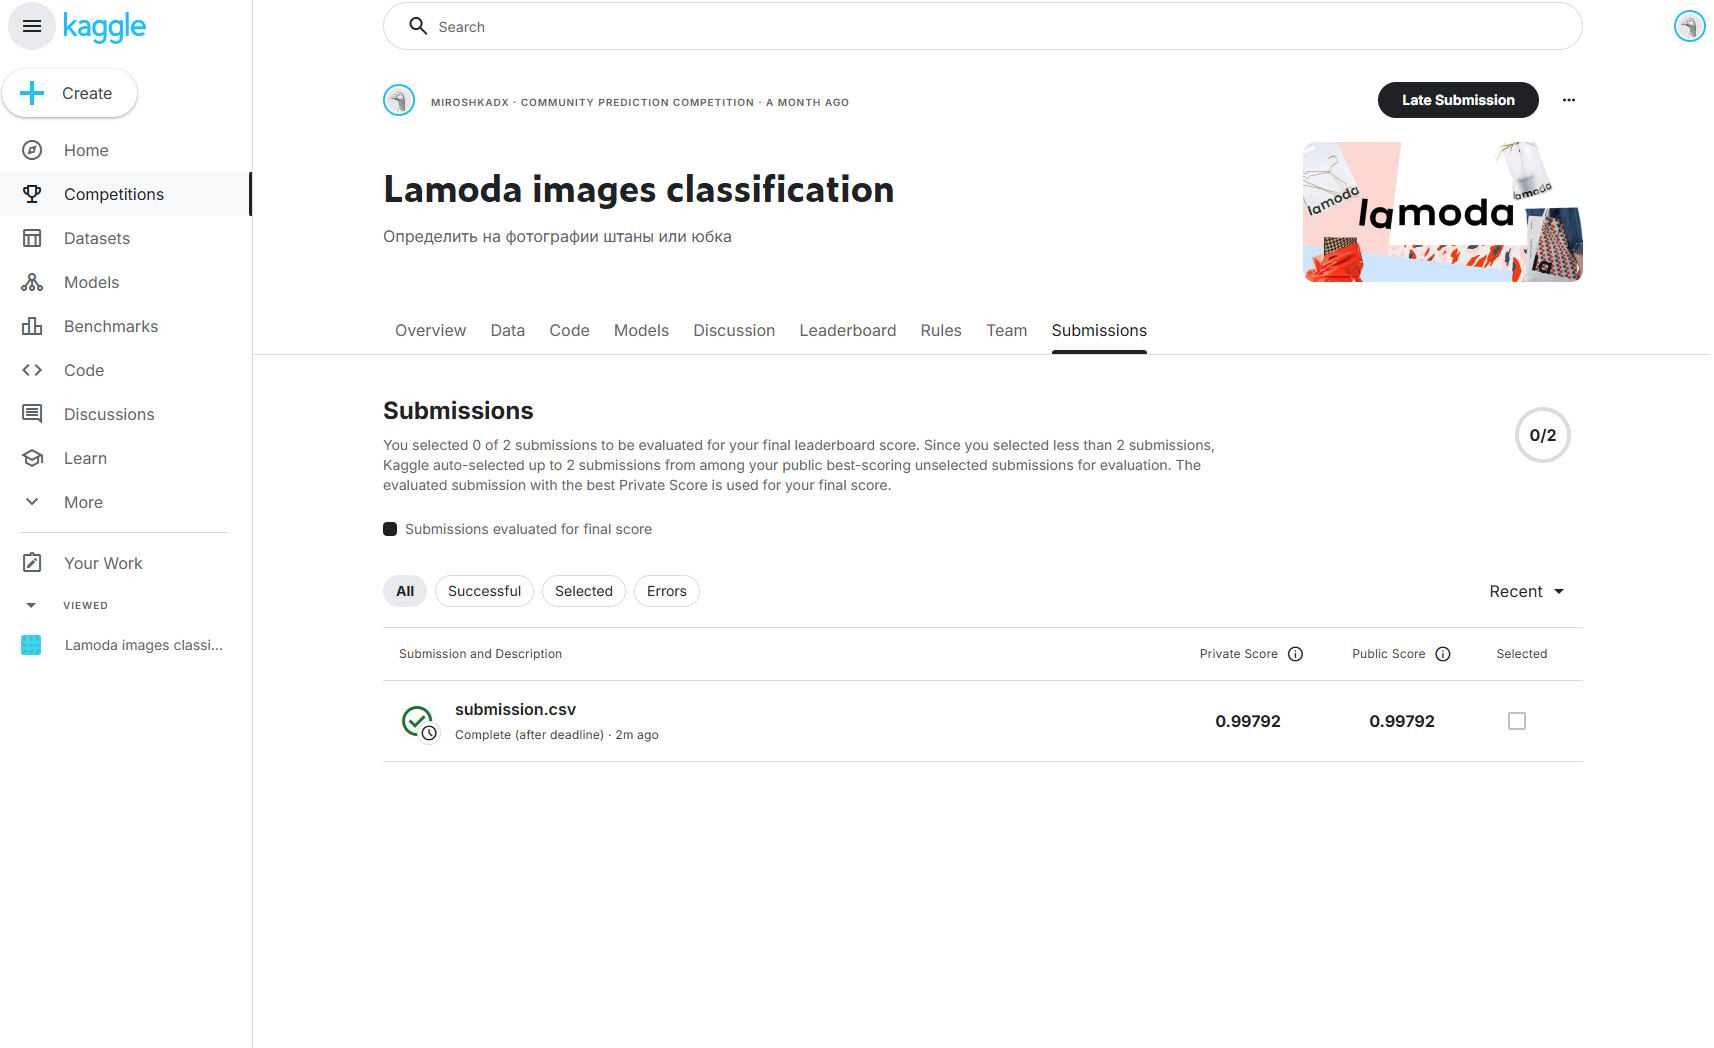 kaggle
Search
Create
Home
Competitions
Datasets
Models
Benchmarks
Code
Discussions
Learn
More
Your Work
VIEWED
Lamoda images classi...
MIROSHKADX · COMMUNITY PREDICTION COMPETITION · A MONTH AGO
Late Submission
Lamoda images classification
Определить на фотографии штаны или юбка
lamoda
lamoda
lamoda
la
Overview Data Code Models Discussion Leaderboard Rules Team Submissions
Submissions
You selected 0 of 2 submissions to be evaluated for your final leaderboard score. Since you selected less than 2 submissions,
Kaggle auto-selected up to 2 submissions from among your public best-scoring unselected submissions for evaluation. The
evaluated submission with the best Private Score is used for your final score.
0/2
Submissions evaluated for final score
All Successful Selected Errors
Recent
Submission and Description Private Score Public Score Selected
submission.csv
Complete (after deadline) · 2m ago
0.99792 0.99792